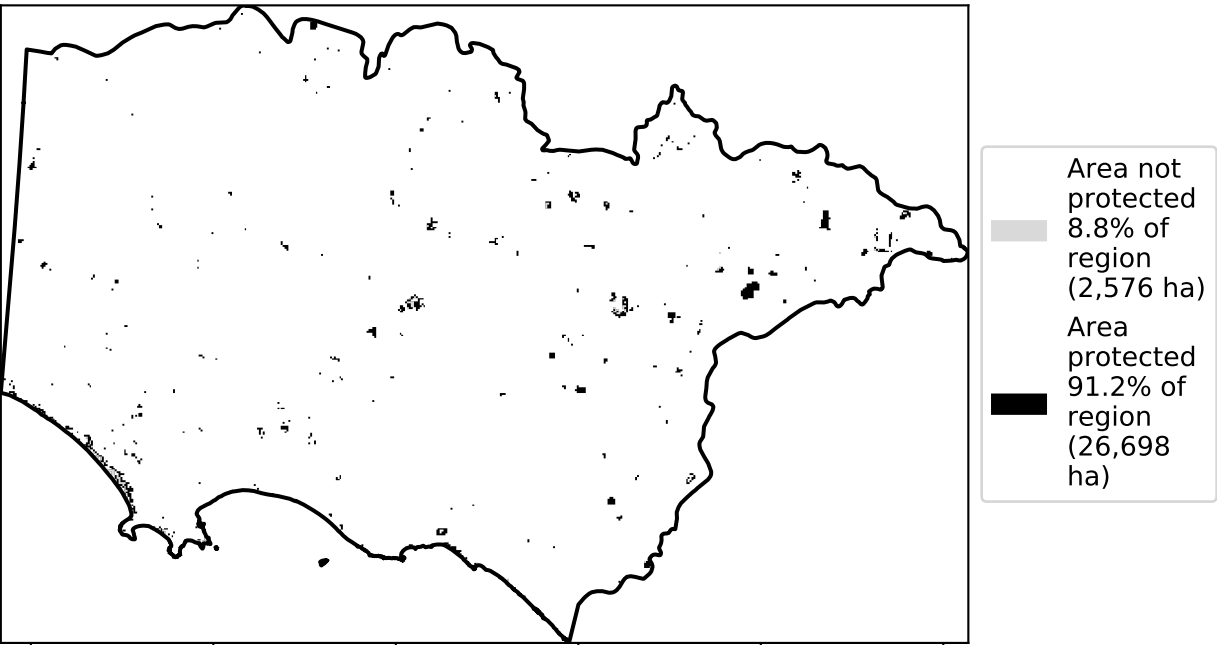 Area not
protected
8.8% of
region
(2,576 ha)
Area
protected
91.2% of
region
(26,698
ha)